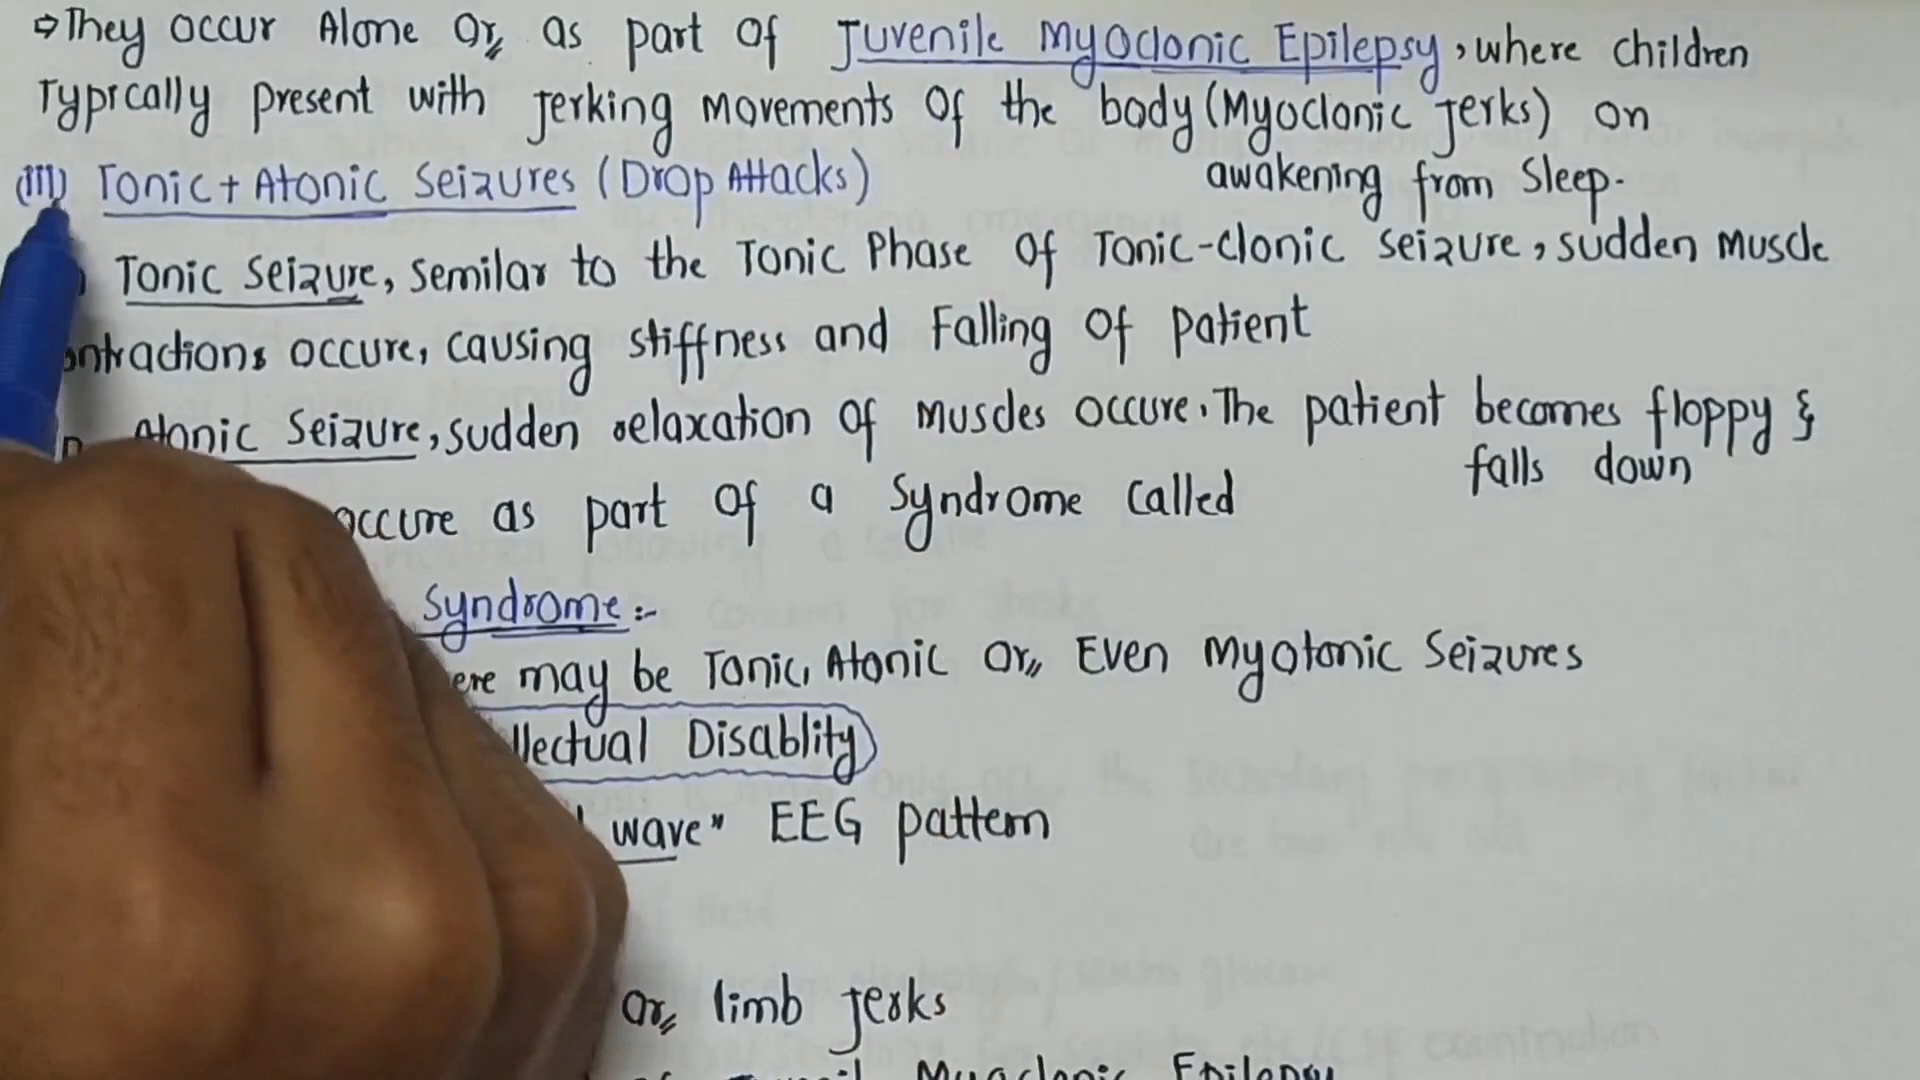 ⇨They occur Alone Or, as part of Juvenile Myoclonic Epilepsy, where children
Typically present with Jerking movements of the body (Myoclonic Jerks) on
awakening from Sleep.
(III) Tonic + Atonic Seizures (Drop Attacks)
Tonic Seizure, Semilar to the Tonic Phase of Tonic-Clonic Seizure, sudden muscle
ontractions occure, causing stiffness and Falling of patient
Atonic Seizure, sudden relaxation of Muscles occure. The patient becomes floppy &
falls down
occure as part of a Syndrome called
Syndrome :-
ere may be Tonic, Atonic Or, Even Myotonic Seizures
llectual Disablity
wave" EEG pattern
Or, limb Jerks
Myoclonic Epilepsy